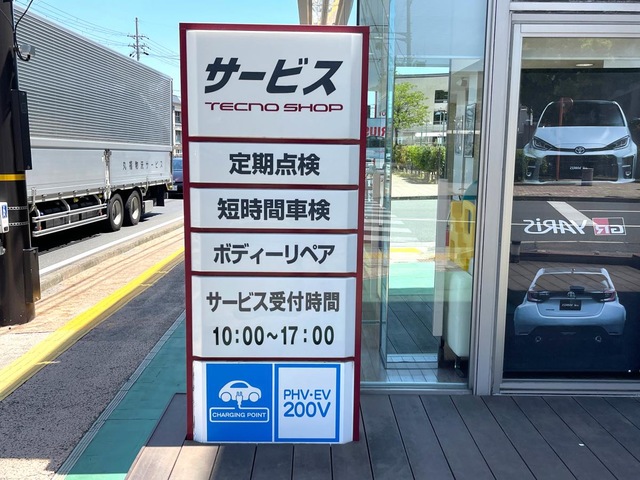 サービス
TECNO SHOP
定期点検
短時間車検
ボディーリペア
サービス受付時間
10:00~17:00
CHARGING POINT
PHV・EV
200V
GR YARiS